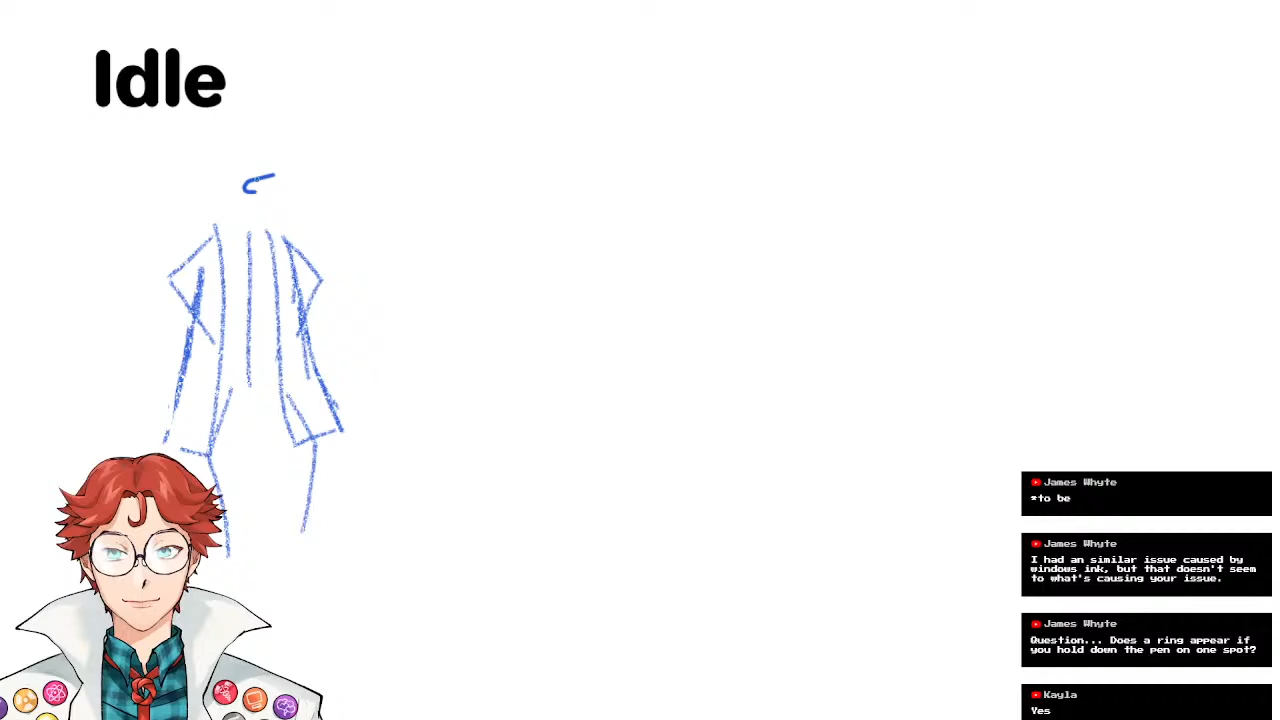 Idle
James Whyte
*to be
James Whyte
I had an similar issue caused by
windows ink, but that doesn't seem
to what's causing your issue.
James Whyte
Question... Does a ring appear if
you hold down the pen on one spot?
Kayla
Yes